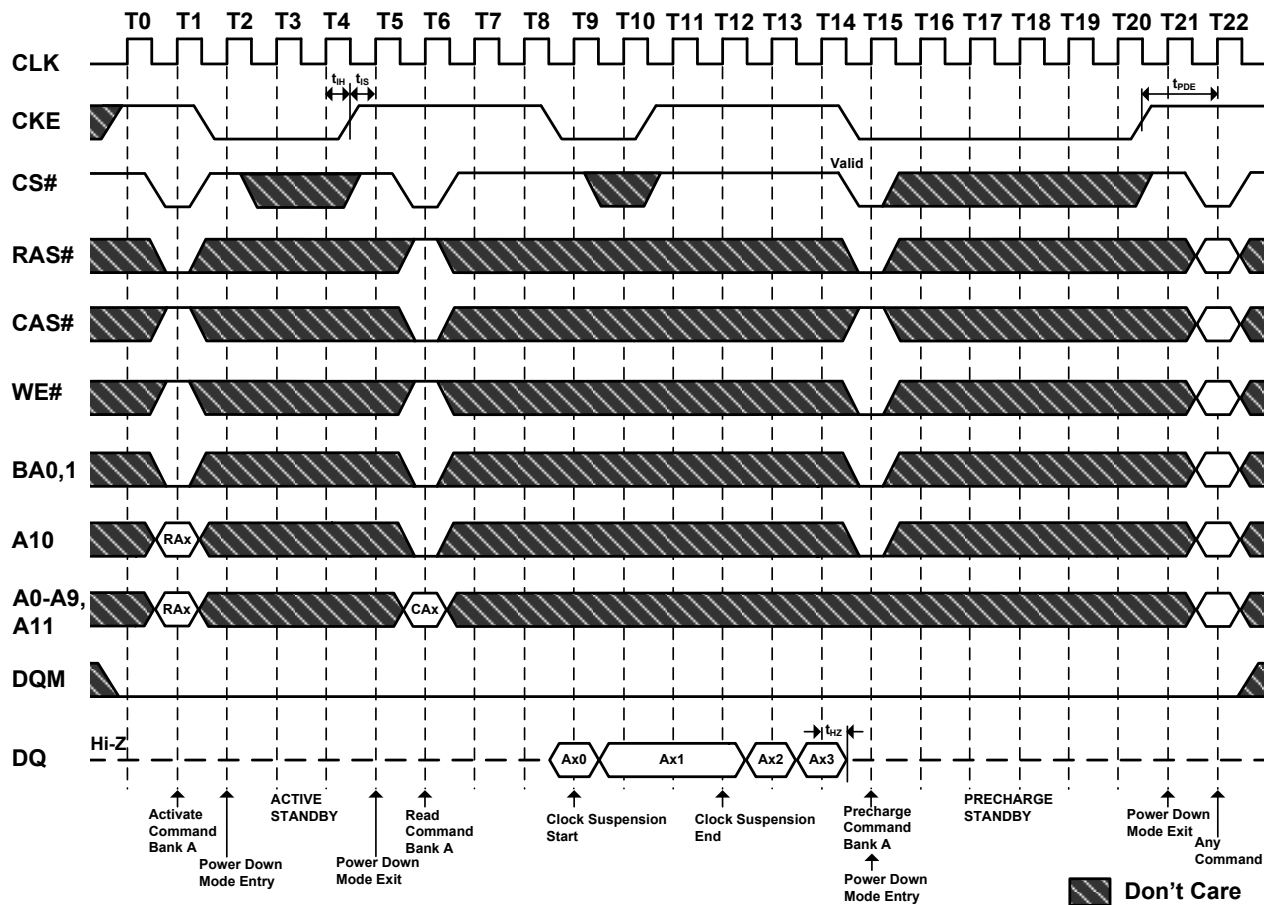 T0 T1 T2 T3 T4 T5 T6 T7 T8 T9 T10 T11 T12 T13 T14 T15 T16 T17 T18 T19 T20 T21 T22
CLK
tIH tIS
tPDE
CKE
Valid
CS#
RAS#
CAS#
WE#
BA0,1
A10
RAx
A0-A9,
A11
RAx
CAx
DQM
Hi-Z
tHZ
DQ
Ax0 Ax1 Ax2 Ax3
Activate
Command
Bank A
Power Down
Mode Entry
ACTIVE
STANDBY
Power Down
Mode Exit
Read
Command
Bank A
Clock Suspension
Start
Clock Suspension
End
Precharge
Command
Bank A
Power Down
Mode Entry
PRECHARGE
STANDBY
Power Down
Mode Exit
Any
Command
Don't Care